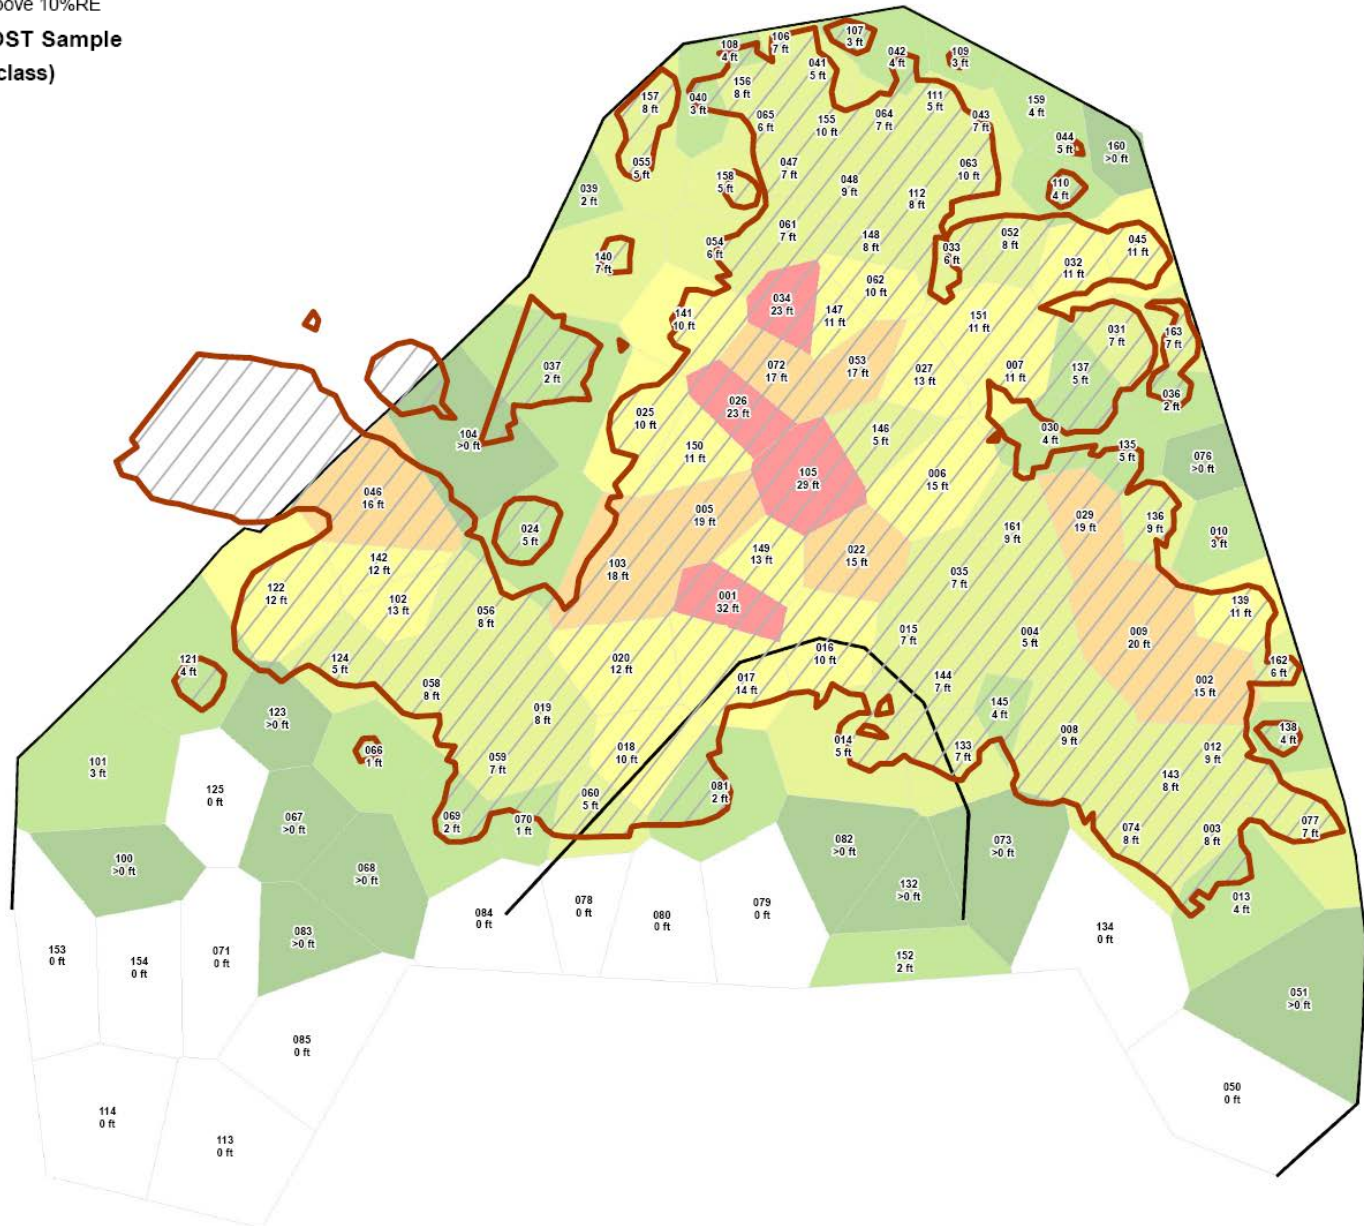 above 10%RE
OST Sample
class)
107
3 ft
106
7 ft
108
4 ft
042
4 ft
109
3 ft
041
5 ft
156
8 ft
157
8 ft
040
3 ft
111
5 ft
159
4 ft
065
6 ft
155
10 ft
064
7 ft
043
7 ft
044
5 ft
160
>0 ft
055
5 ft
047
7 ft
063
10 ft
158
5 ft
048
9 ft
110
4 ft
039
2 ft
112
8 ft
061
7 ft
148
8 ft
052
8 ft
045
11 ft
054
6 ft
033
6 ft
140
7 ft
032
11 ft
062
10 ft
034
23 ft
147
11 ft
141
10 ft
151
11 ft
031
7 ft
163
7 ft
037
2 ft
072
17 ft
053
17 ft
027
13 ft
007
11 ft
137
5 ft
036
2 ft
026
23 ft
025
10 ft
146
5 ft
030
4 ft
104
>0 ft
150
11 ft
135
5 ft
076
>0 ft
105
29 ft
006
15 ft
046
16 ft
005
19 ft
029
19 ft
136
9 ft
024
5 ft
161
9 ft
010
3 ft
149
13 ft
022
15 ft
142
12 ft
103
18 ft
035
7 ft
122
12 ft
102
13 ft
001
32 ft
139
11 ft
056
8 ft
015
7 ft
004
5 ft
009
20 ft
016
10 ft
121
4 ft
124
5 ft
020
12 ft
162
6 ft
017
14 ft
144
7 ft
002
15 ft
058
8 ft
145
4 ft
123
>0 ft
019
8 ft
008
9 ft
138
4 ft
014
5 ft
133
7 ft
066
1 ft
018
10 ft
012
9 ft
101
3 ft
059
7 ft
143
8 ft
125
0 ft
081
2 ft
060
5 ft
067
>0 ft
069
2 ft
070
1 ft
077
7 ft
074
8 ft
003
8 ft
082
>0 ft
073
>0 ft
100
>0 ft
068
>0 ft
132
>0 ft
013
4 ft
078
0 ft
079
0 ft
084
0 ft
080
0 ft
134
0 ft
083
>0 ft
153
0 ft
071
0 ft
154
0 ft
152
2 ft
051
>0 ft
085
0 ft
050
0 ft
114
0 ft
113
0 ft